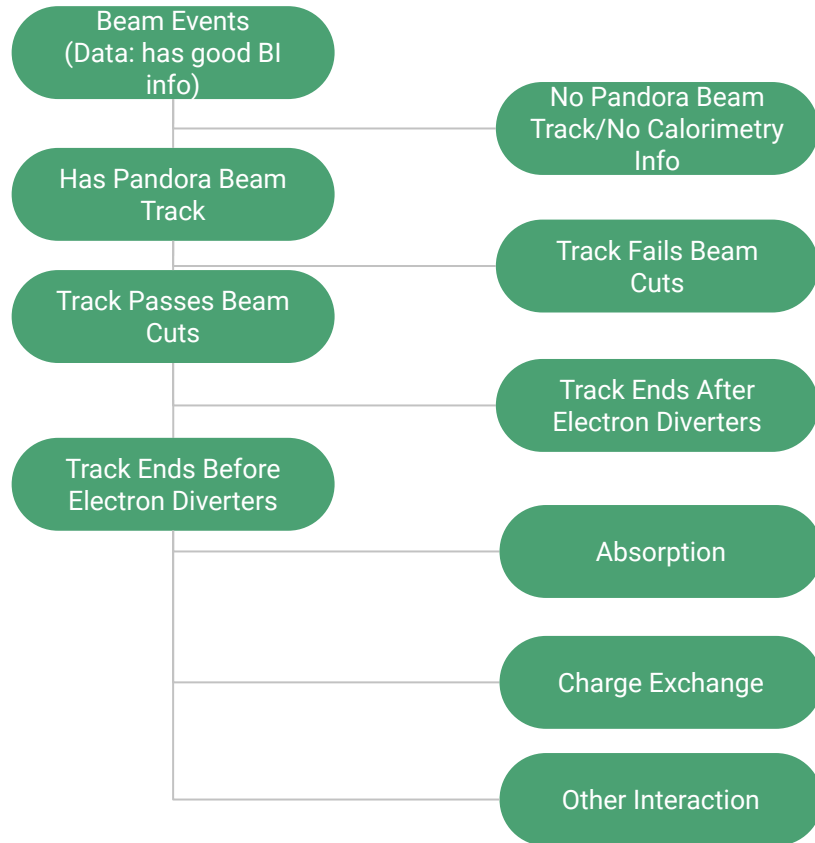 Beam Events
(Data: has good BI
info)
No Pandora Beam
Track/No Calorimetry
Info
Has Pandora Beam
Track
Track Fails Beam
Cuts
Track Passes Beam
Cuts
Track Ends After
Electron Diverters
Track Ends Before
Electron Diverters
Absorption
Charge Exchange
Other Interaction